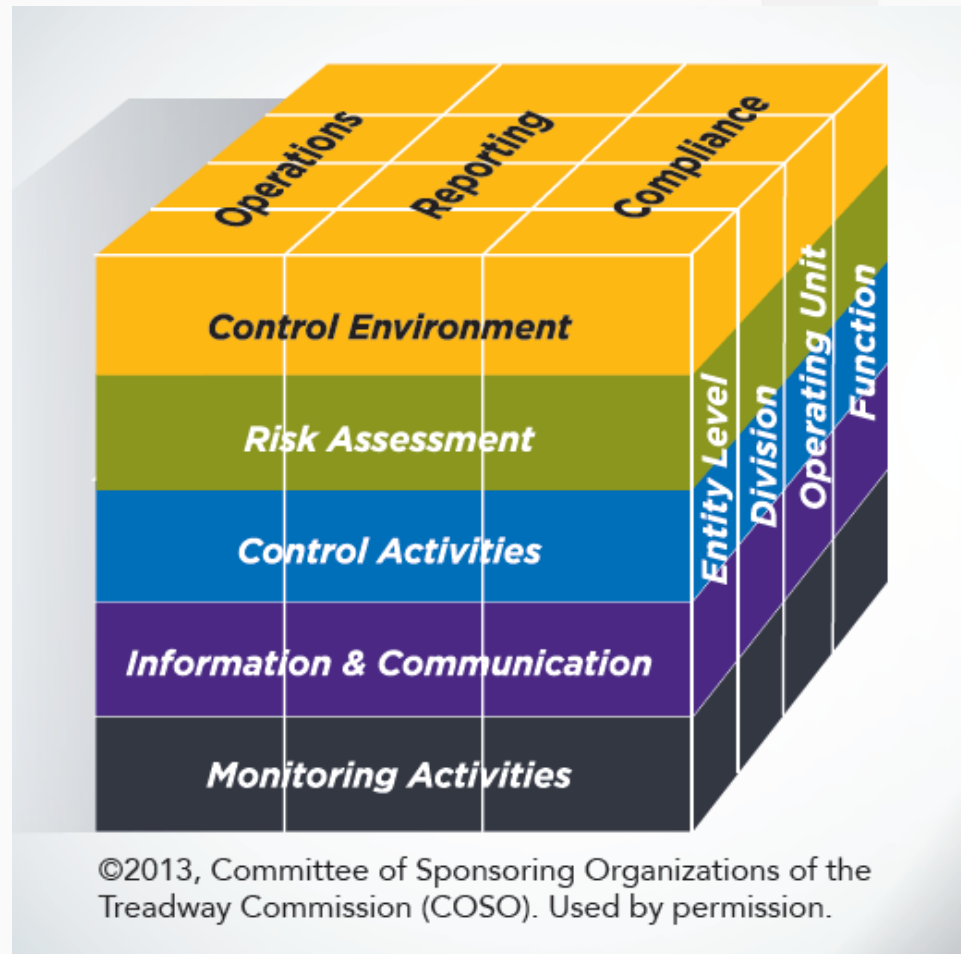 Operations
Reporting
Compliance
Control Environment
Risk Assessment
Control Activities
Information & Communication
Monitoring Activities
Entity Level
Division
Operating Unit
Function
©2013, Committee of Sponsoring Organizations of the
Treadway Commission (COSO). Used by permission.